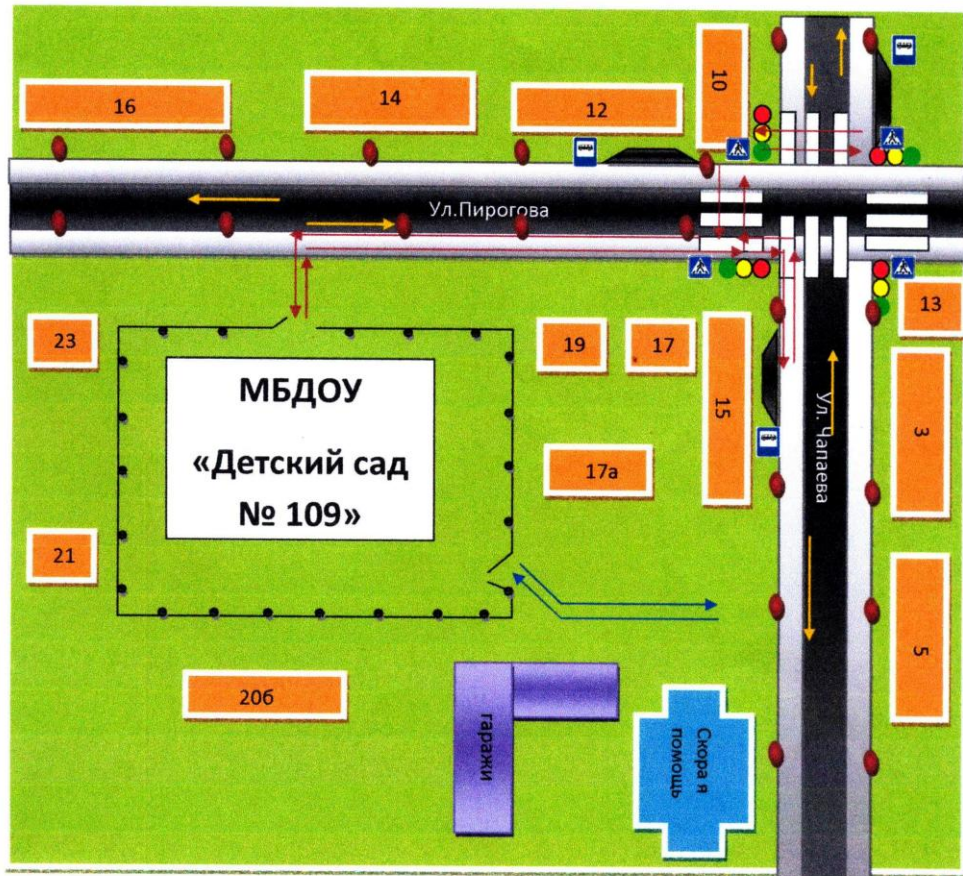 16
14
12
10
Ул.Пирогова
23
19
17
15
13
МБДОУ
«Детский сад
№ 109»
Ул. Чапаева
3
17а
21
5
20б
гаражи
Скора я
помощь